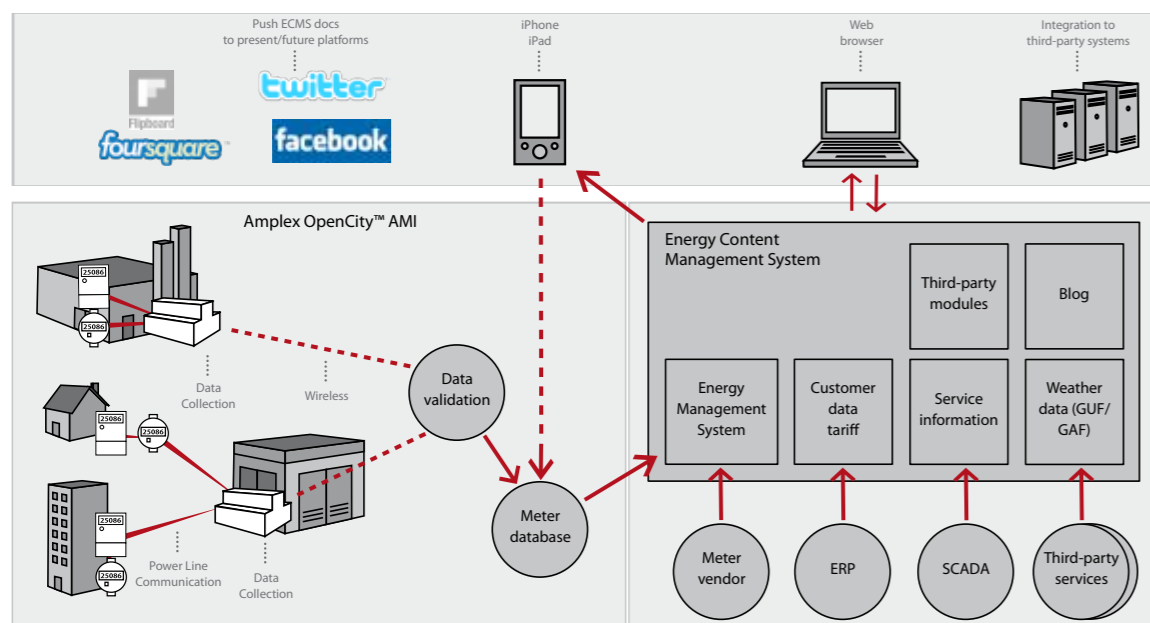 Push ECMS docs
to present/future platforms
iPhone
iPad
Web
browser
Integration to
third-party systems
twitter
Flipboard
foursquare™
facebook
Amplex OpenCity™ AMI
25086
25086
Data
Collection
Wireless
25086
25086
25086
25086
Power Line
Communication
Data
Collection
Data
validation
Meter
database
Energy Content
Management System
Third-party
modules
Blog
Energy
Management
System
Customer
data
tariff
Service
information
Weather
data (GUF/
GAF)
Meter
vendor
ERP
SCADA
Third-party
services